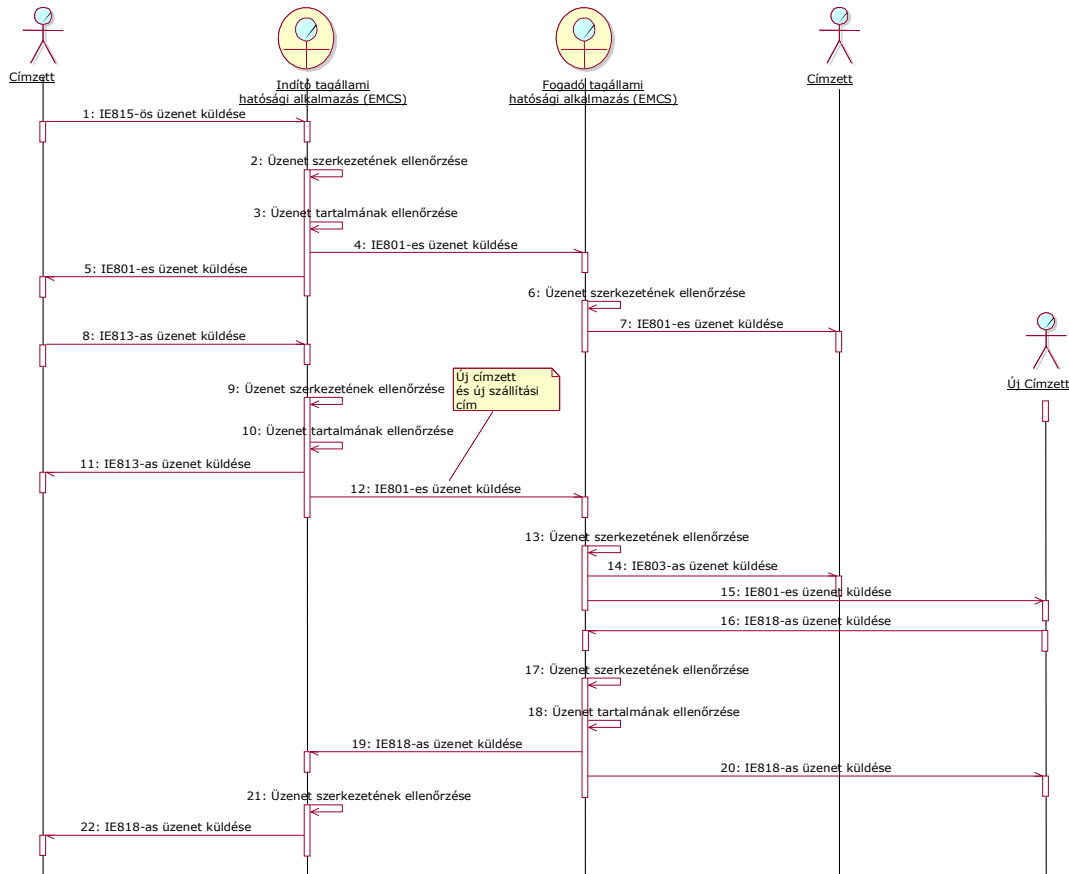 Címzett
Indító tagállami
hatósági alkalmazás (EMCS)
Fogadó tagállami
hatósági alkalmazás (EMCS)
Címzett
1: IE815-ös üzenet küldése
2: Üzenet szerkezetének ellenőrzése
3: Üzenet tartalmának ellenőrzése
4: IE801-es üzenet küldése
5: IE801-es üzenet küldése
6: Üzenet szerkezetének ellenőrzése
7: IE801-es üzenet küldése
8: IE813-as üzenet küldése
Új Címzett
9: Üzenet szerkezetének ellenőrzése
Új címzett
és új szállítási
cím
10: Üzenet tartalmának ellenőrzése
11: IE813-as üzenet küldése
12: IE801-es üzenet küldése
13: Üzenet szerkezetének ellenőrzése
14: IE803-as üzenet küldése
15: IE801-es üzenet küldése
16: IE818-as üzenet küldése
17: Üzenet szerkezetének ellenőrzése
18: Üzenet tartalmának ellenőrzése
19: IE818-as üzenet küldése
20: IE818-as üzenet küldése
21: Üzenet szerkezetének ellenőrzése
22: IE818-as üzenet küldése